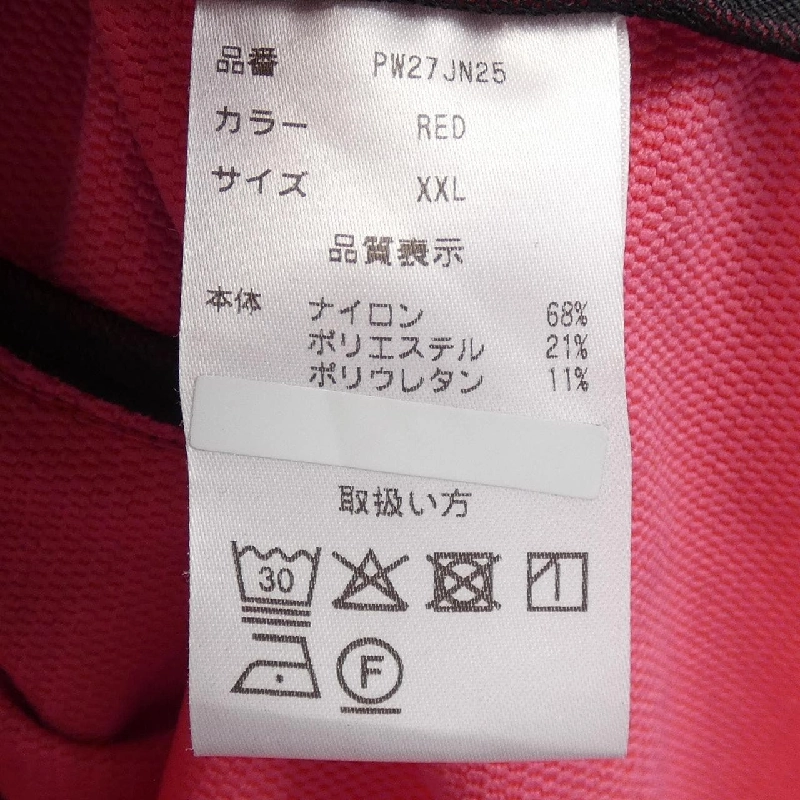 品番 PW27JN25
カラー RED
サイズ XXL
品質表示
本体 ナイロン 68%
ポリエステル 21%
ポリウレタン 11%
取扱い方
30
F